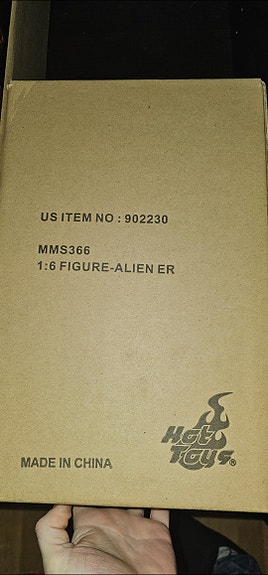 US ITEM NO : 902230
MMS366
1:6 FIGURE-ALIEN ER
Hot
Toys®
MADE IN CHINA